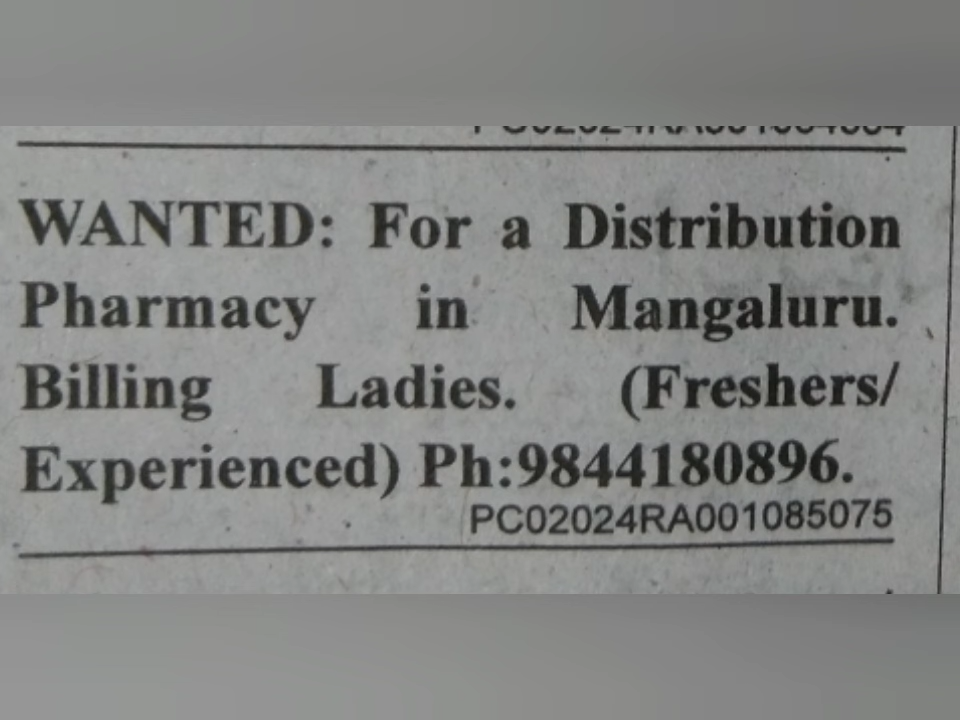 WANTED: For a Distribution
Pharmacy in Mangaluru.
Billing Ladies. (Freshers/
Experienced) Ph:9844180896.
PC02024RA001085075